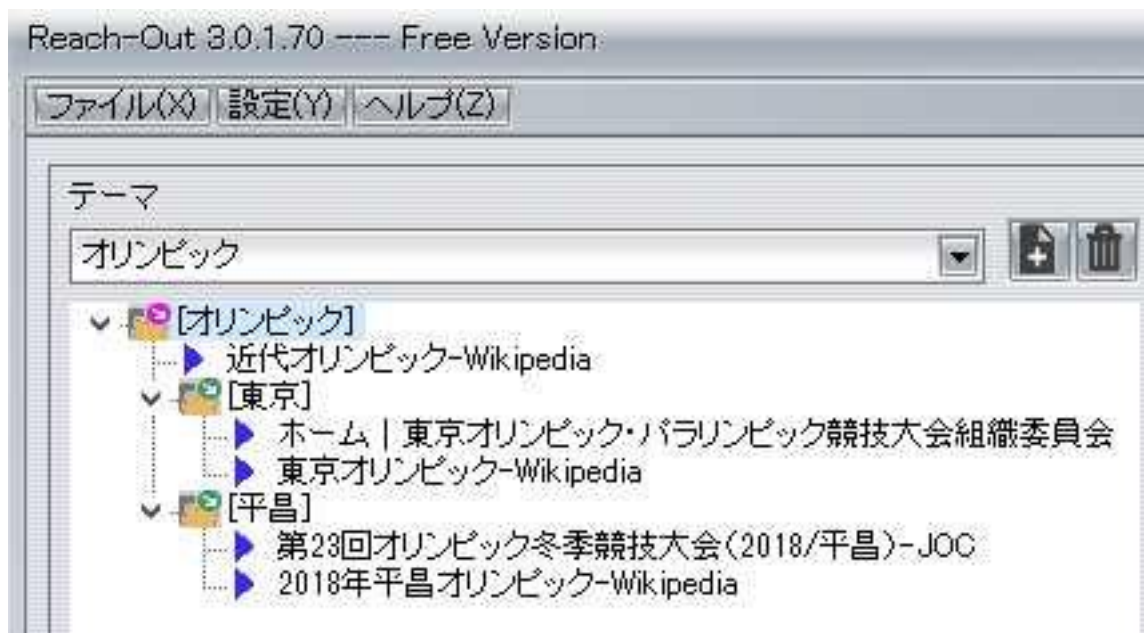 Reach-Out 3.0.1.70 --- Free Version
ファイル(X) 設定(Y) ヘルプ(Z)
テーマ
オリンピック
[オリンピック]
近代オリンピック-Wikipedia
[東京]
ホーム | 東京オリンピック・パラリンピック競技大会組織委員会
東京オリンピック-Wikipedia
[平昌]
第23回オリンピック冬季競技大会(2018/平昌)-JOC
2018年平昌オリンピック-Wikipedia